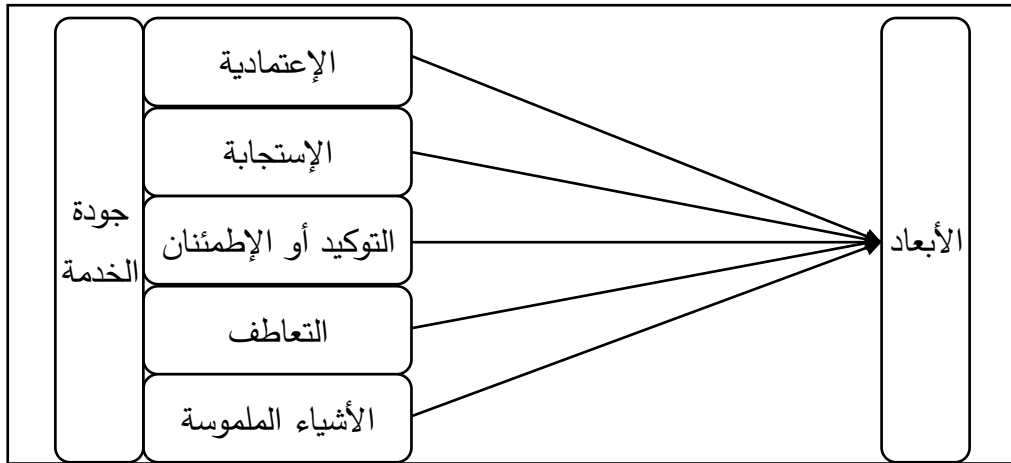 الأبعاد
الإعتمادية
الإستجابة
التوكيد أو الإطمئنان
التعاطف
الأشياء الملموسة
جودة
الخدمة